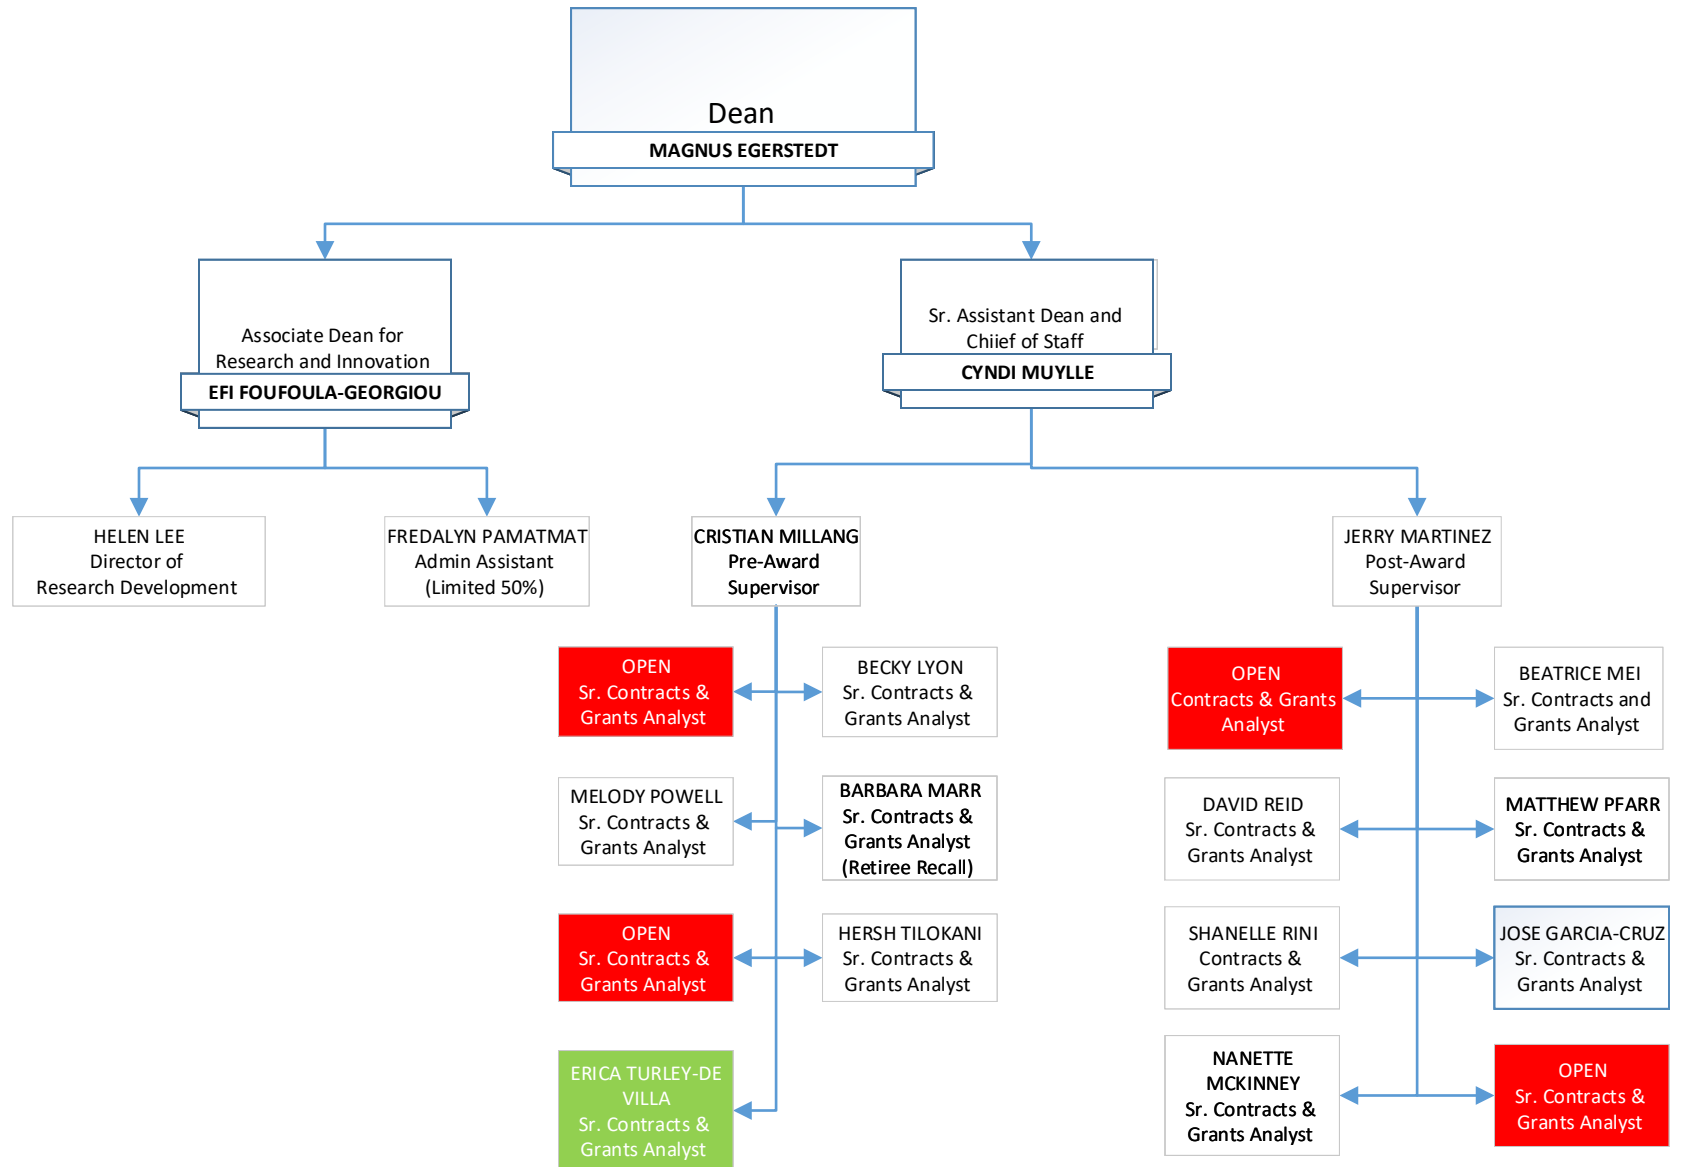 Dean
MAGNUS EGERSTEDT
Associate Dean for
Research and Innovation
EFI FOUFOULA-GEORGIOU
Sr. Assistant Dean and
Chiief of Staff
CYNDI MUYLLE
HELEN LEE
Director of
Research Development
FREDALYN PAMATMAT
Admin Assistant
(Limited 50%)
CRISTIAN MILLANG
Pre-Award
Supervisor
JERRY MARTINEZ
Post-Award
Supervisor
OPEN
Sr. Contracts &
Grants Analyst
BECKY LYON
Sr. Contracts &
Grants Analyst
MELODY POWELL
Sr. Contracts &
Grants Analyst
BARBARA MARR
Sr. Contracts &
Grants Analyst
(Retiree Recall)
OPEN
Sr. Contracts &
Grants Analyst
HERSH TILOKANI
Sr. Contracts &
Grants Analyst
ERICA TURLEY-DE
VILLA
Sr. Contracts &
Grants Analyst
OPEN
Contracts & Grants
Analyst
BEATRICE MEI
Sr. Contracts and
Grants Analyst
DAVID REID
Sr. Contracts &
Grants Analyst
MATTHEW PFARR
Sr. Contracts &
Grants Analyst
SHANELLE RINI
Contracts &
Grants Analyst
JOSE GARCIA-CRUZ
Sr. Contracts &
Grants Analyst
NANETTE
MCKINNEY
Sr. Contracts &
Grants Analyst
OPEN
Sr. Contracts &
Grants Analyst